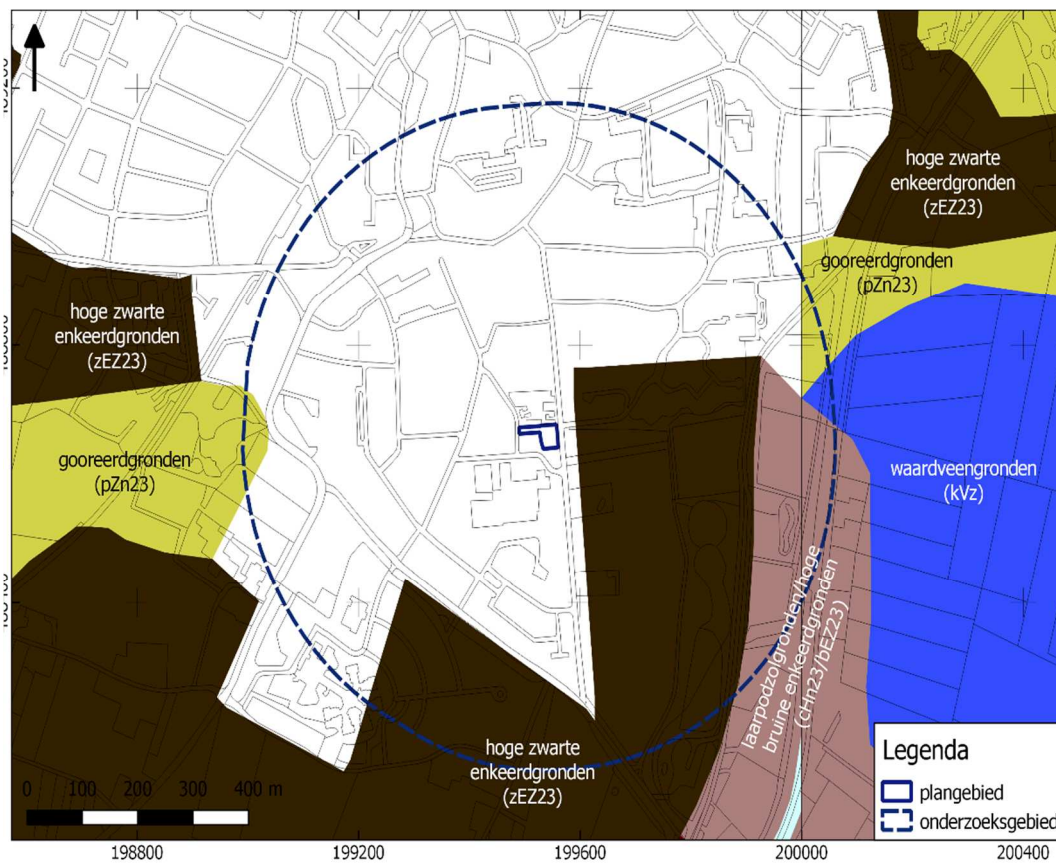 hoge zwarte
enkeerdgronden
(zEZ23)
gooreerdgronden
(pZn23)
hoge zwarte
enkeerdgronden
(zEZ23)
gooreerdgronden
(pZn23)
waardveengronden
(kVz)
laarpodzolgronden/hoge
bruine enkeerdgronden
(cHn23/bEZ23)
hoge zwarte
enkeerdgronden
(zEZ23)
0 100 200 300 400 m
Legenda
plangebied
onderzoeksgebied
198800 199200 199600 200000 200400